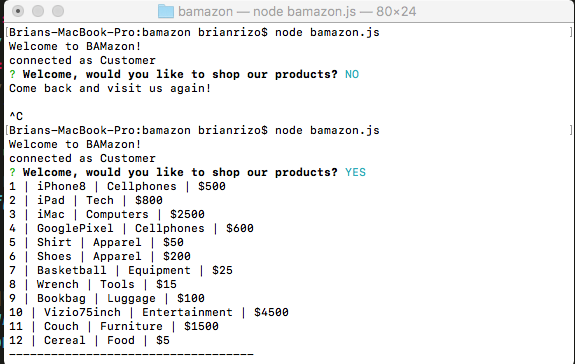 bamazon — node bamazon.js — 80×24
[Brians-MacBook-Pro:bamazon brianrizo$ node bamazon.js ]
Welcome to BAMazon!
connected as Customer
? Welcome, would you like to shop our products? NO
Come back and visit us again!
^C
[Brians-MacBook-Pro:bamazon brianrizo$ node bamazon.js ]
Welcome to BAMazon!
connected as Customer
? Welcome, would you like to shop our products? YES
1 | iPhone8 | Cellphones | $500
2 | iPad | Tech | $800
3 | iMac | Computers | $2500
4 | GooglePixel | Cellphones | $600
5 | Shirt | Apparel | $50
6 | Shoes | Apparel | $200
7 | Basketball | Equipment | $25
8 | Wrench | Tools | $15
9 | Bookbag | Luggage | $100
10 | Vizio75inch | Entertainment | $4500
11 | Couch | Furniture | $1500
12 | Cereal | Food | $5
----------------------------------